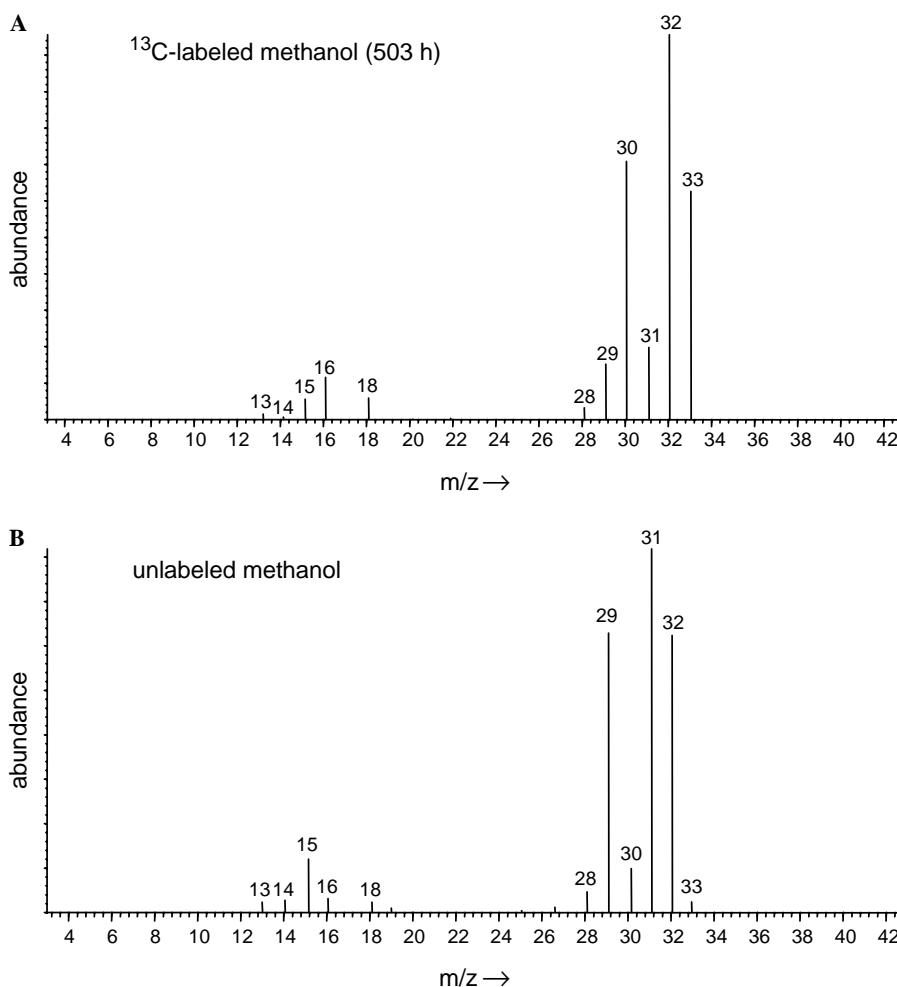 A
¹³C-labeled methanol (503 h)
32
30
33
31
29
28
16
15
18
13
14
abundance
4 6 8 10 12 14 16 18 20 22 24 26 28 30 32 34 36 38 40 42
m/z →
B
unlabeled methanol
31
29
32
30
28
33
15
13 14 16 18
abundance
4 6 8 10 12 14 16 18 20 22 24 26 28 30 32 34 36 38 40 42
m/z →